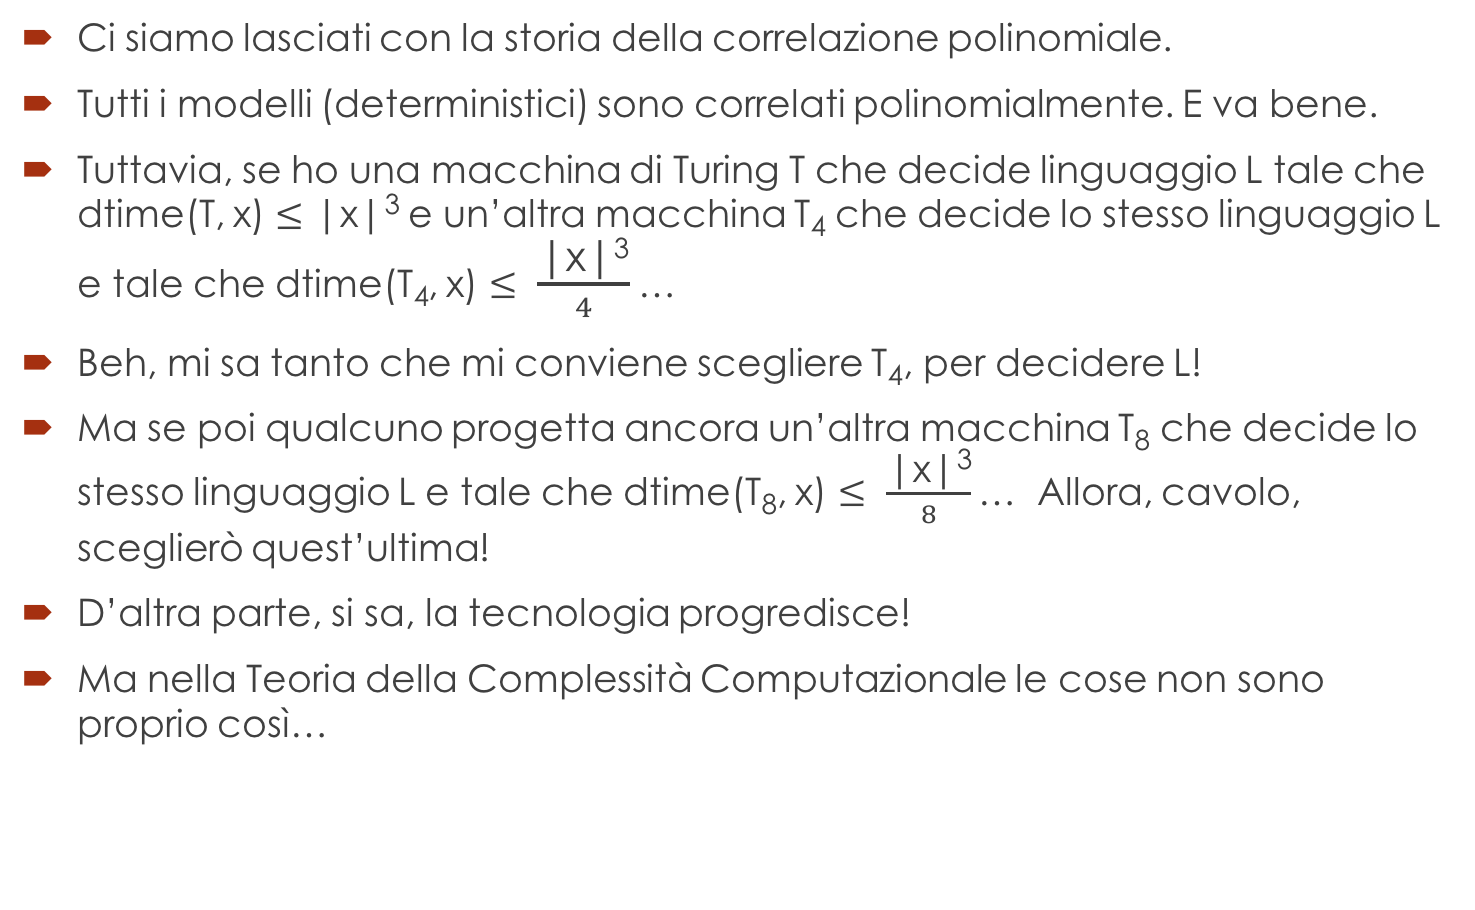 Ci siamo lasciati con la storia della correlazione polinomiale.
Tutti i modelli (deterministici) sono correlati polinomialmente. E va bene.
Tuttavia, se ho una macchina di Turing T che decide linguaggio L tale che
dtime(T, x) ≤ |x|³ e un’altra macchina T₄ che decide lo stesso linguaggio L
e tale che dtime(T₄, x) ≤ |x|³/4 …
Beh, mi sa tanto che mi conviene scegliere T₄, per decidere L!
Ma se poi qualcuno progetta ancora un’altra macchina T₈ che decide lo
stesso linguaggio L e tale che dtime(T₈, x) ≤ |x|³/8 … Allora, cavolo,
sceglierò quest’ultima!
D’altra parte, si sa, la tecnologia progredisce!
Ma nella Teoria della Complessità Computazionale le cose non sono
proprio così…